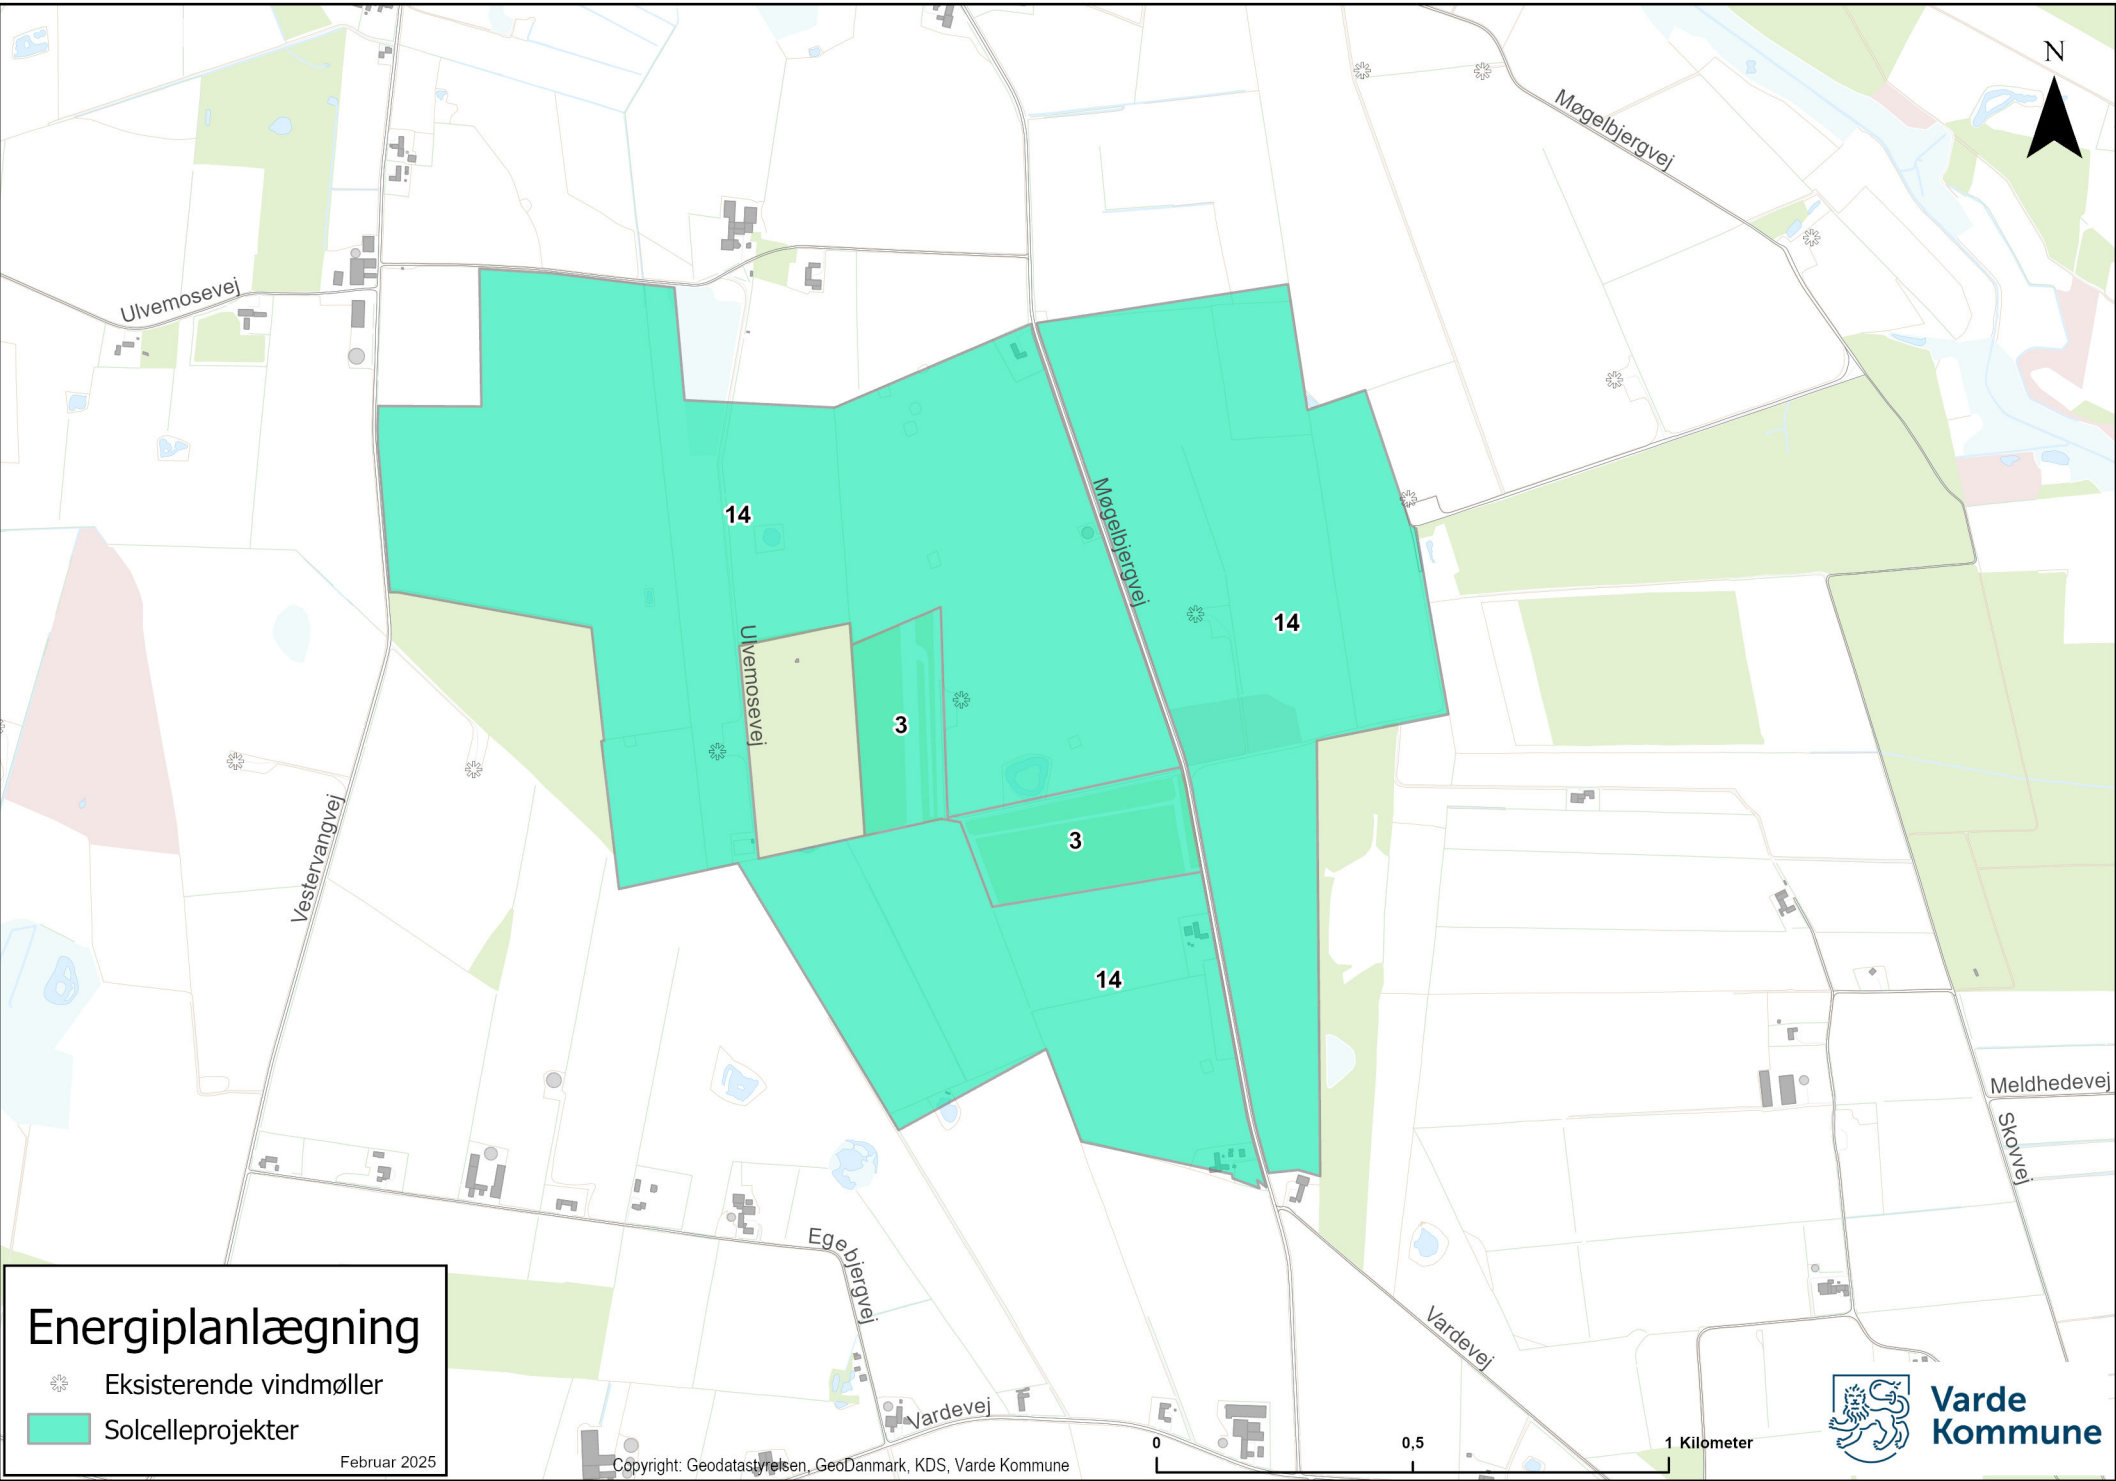 N
Møgelbjergvej
Ulvemosevej
14
Møgelbjergvej
14
Ulvemosevej
3
3
Vestervangvej
14
Meldhedevej
Skovvej
Egebjergvej
Vardevej
Vardevej
Energiplanlægning
Eksisterende vindmøller
Solcelleprojekter
Februar 2025
Copyright: Geodatastyrelsen, GeoDanmark, KDS, Varde Kommune
0 0,5 1 Kilometer
Varde
Kommune